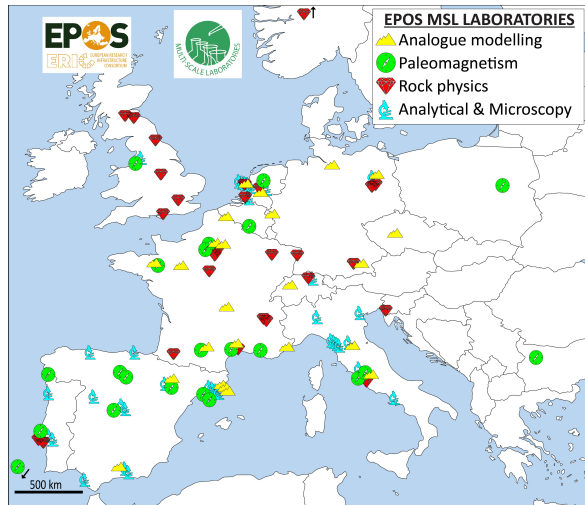 EPOS
ERIC
EUROPEAN RESEARCH
INFRASTRUCTURE
CONSORTIUM
MULTI-SCALE LABORATORIES
EPOS MSL LABORATORIES
Analogue modelling
Paleomagnetism
Rock physics
Analytical & Microscopy
500 km